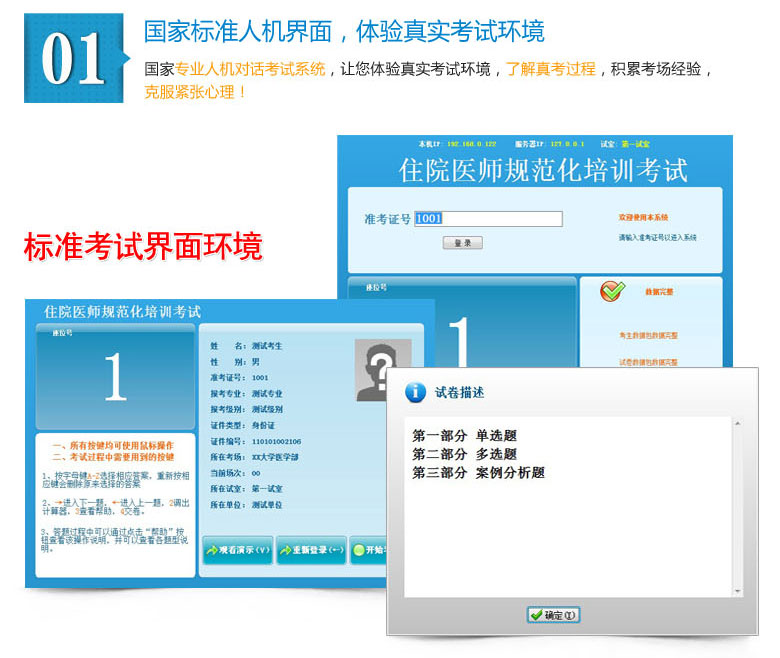 01
国家标准人机界面，体验真实考试环境
国家专业人机对话考试系统，让您体验真实考试环境，了解真考过程，积累考场经验，
克服紧张心理！
标准考试界面环境
本机IP: 192.168.0.122 服务器IP: 127.0.0.1 试室: 第一试室
住院医师规范化培训考试
准考证号 1001
登录
欢迎使用本系统
请输入准考证号以进入系统
座位号
1
数据完整
考生数据包数据完整
试卷数据包数据完整
住院医师规范化培训考试
座位号
1
一、所有按键均可使用鼠标操作
二、考试过程中需要用到的按键
1、按字母键A-Z选择相应答案，重新按相
应键会删除原来选择的答案
2、→进入下一题，←进入上一题，2调出
计算器，3查看帮助，4交卷。
3、答题过程中可以通过点击“帮助”按
钮查看该操作说明，并可以查看各题型说
明。
姓 名: 测试考生
性 别: 男
准考证号: 1001
报考专业: 测试专业
报考级别: 测试级别
证件类型: 身份证
证件编号: 110101002106
所在考场: XX大学医学部
当前场次: 00
所在试室: 第一试室
所在单位: 测试单位
观看演示(V)
重新登录(←)
开始
试卷描述
第一部分 单选题
第二部分 多选题
第三部分 案例分析题
确定(Y)